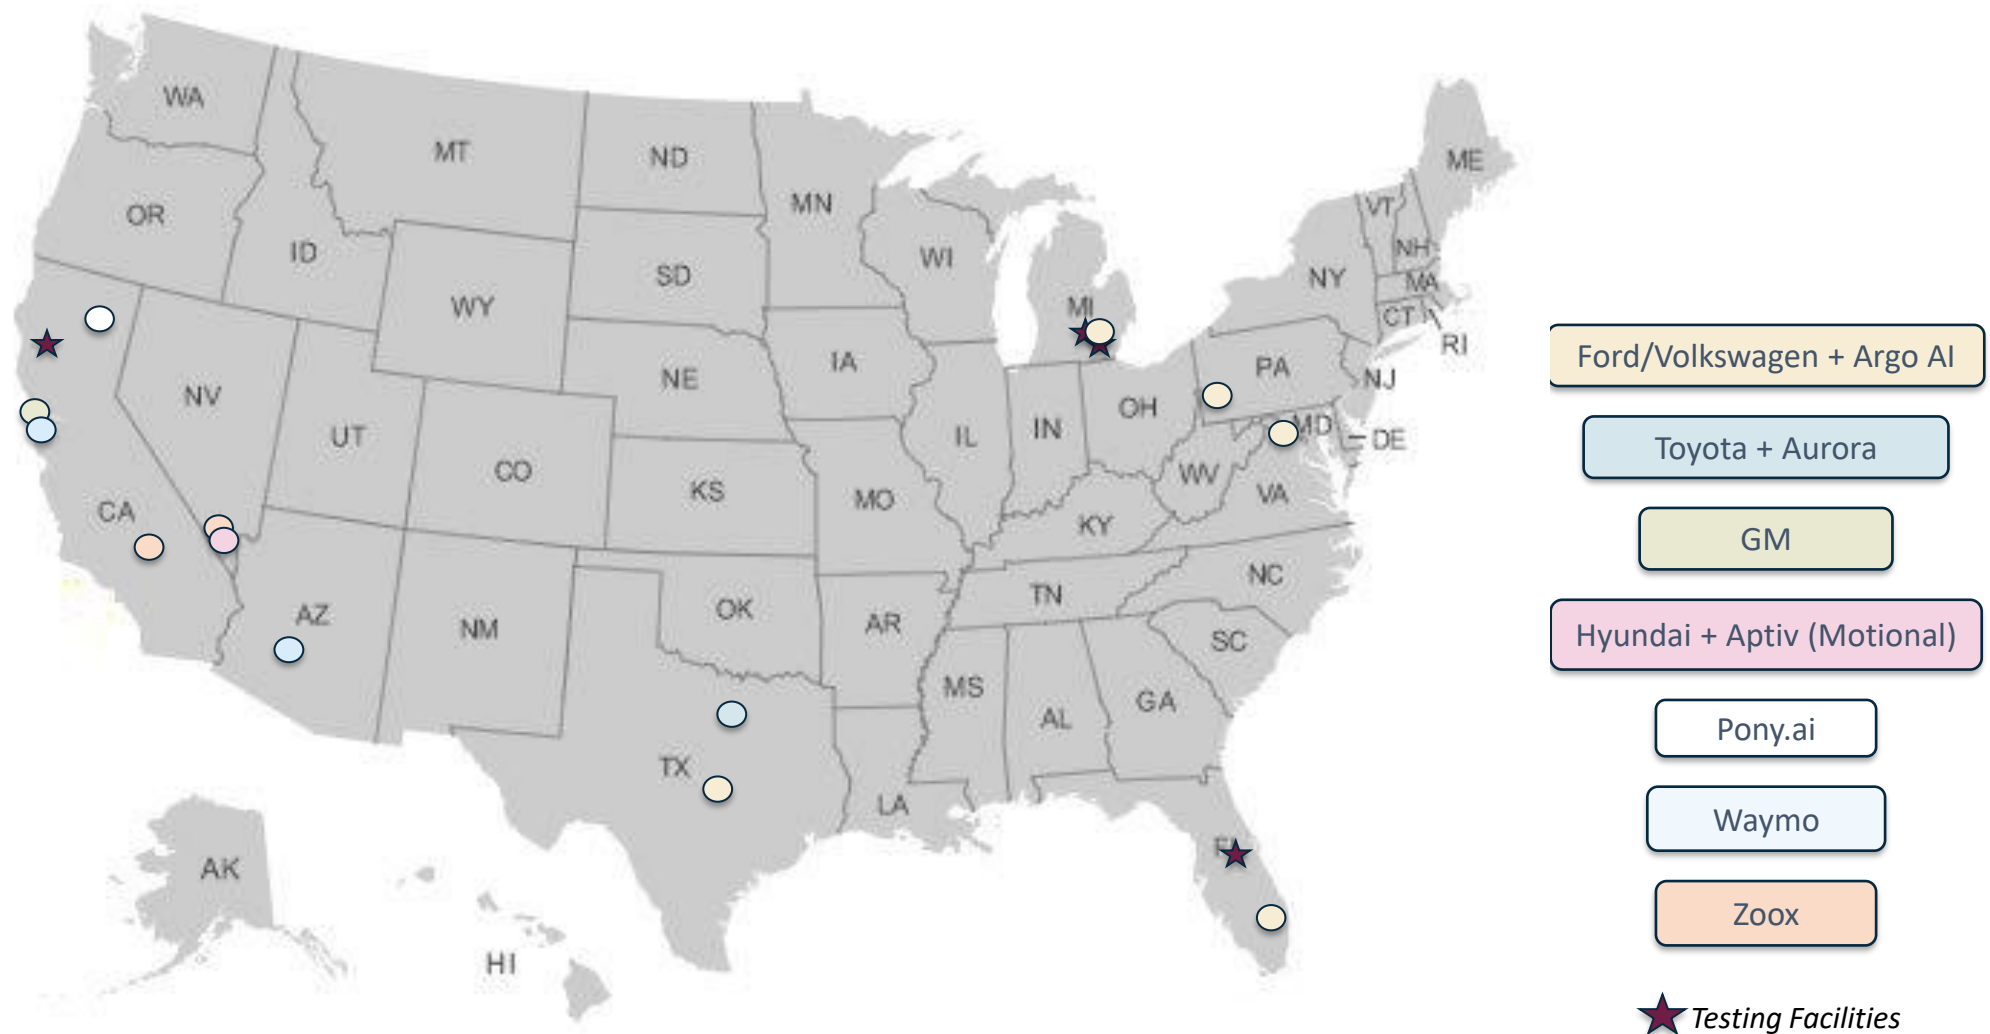 WA
MT
ND
MN
ME
OR
ID
SD
WI
VT
NH
WY
MI
NY
MA
CT
RI
NV
UT
NE
IA
IL
IN
OH
PA
NJ
MD
DE
CA
CO
KS
MO
WV
VA
KY
AZ
NM
OK
AR
TN
NC
SC
MS
AL
GA
TX
LA
FL
AK
HI
Ford/Volkswagen + Argo AI
Toyota + Aurora
GM
Hyundai + Aptiv (Motional)
Pony.ai
Waymo
Zoox
Testing Facilities